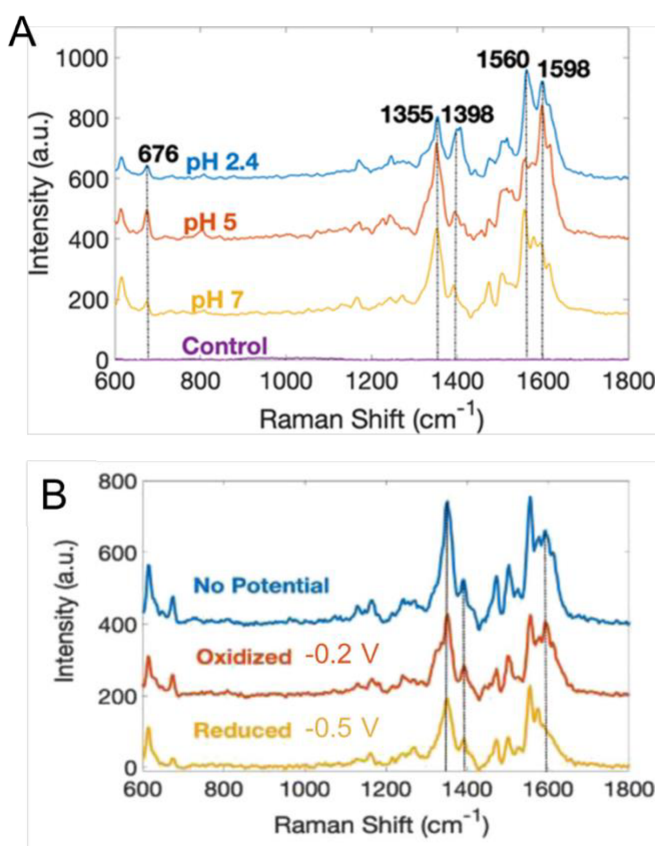 A
1000
1560
1598
800
1355
1398
676
pH 2.4
600
pH 5
400
pH 7
200
Control
0
600 800 1000 1200 1400 1600 1800
Intensity (a.u.)
Raman Shift (cm⁻¹)
B
800
600
No Potential
400
Oxidized -0.2 V
200
Reduced -0.5 V
0
600 800 1000 1200 1400 1600 1800
Intensity (a.u.)
Raman Shift (cm⁻¹)